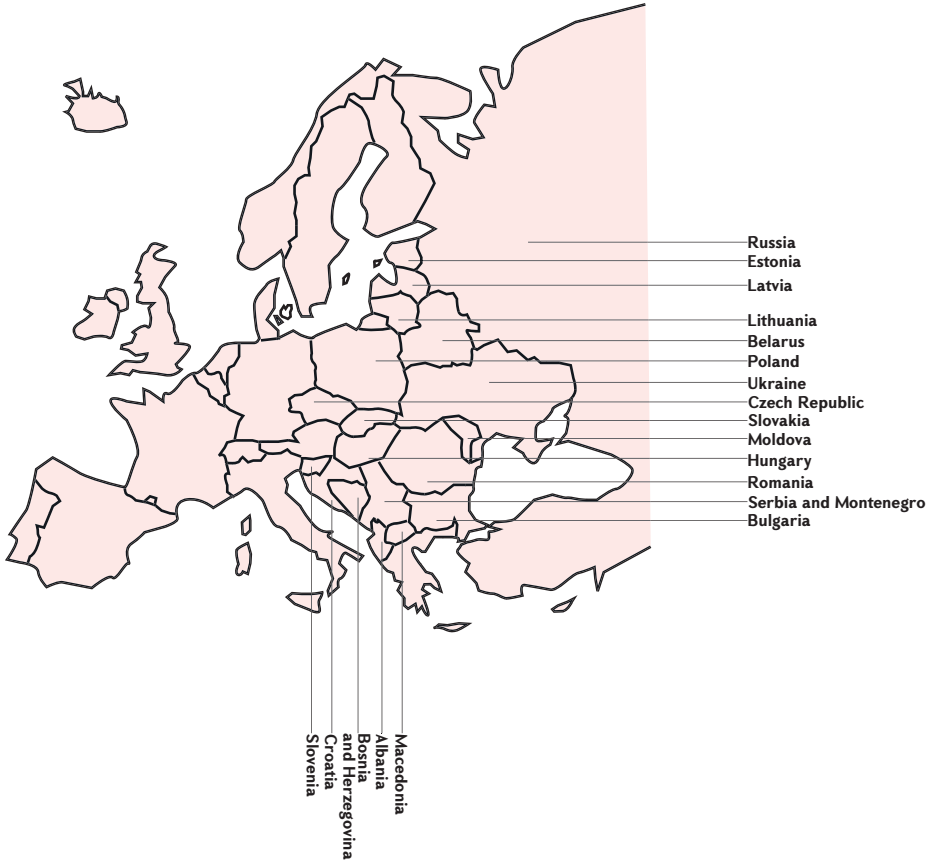 Russia
Estonia
Latvia
Lithuania
Belarus
Poland
Ukraine
Czech Republic
Slovakia
Moldova
Hungary
Romania
Serbia and Montenegro
Bulgaria
Slovenia
Croatia
Bosnia
and Herzegovina
Albania
Macedonia